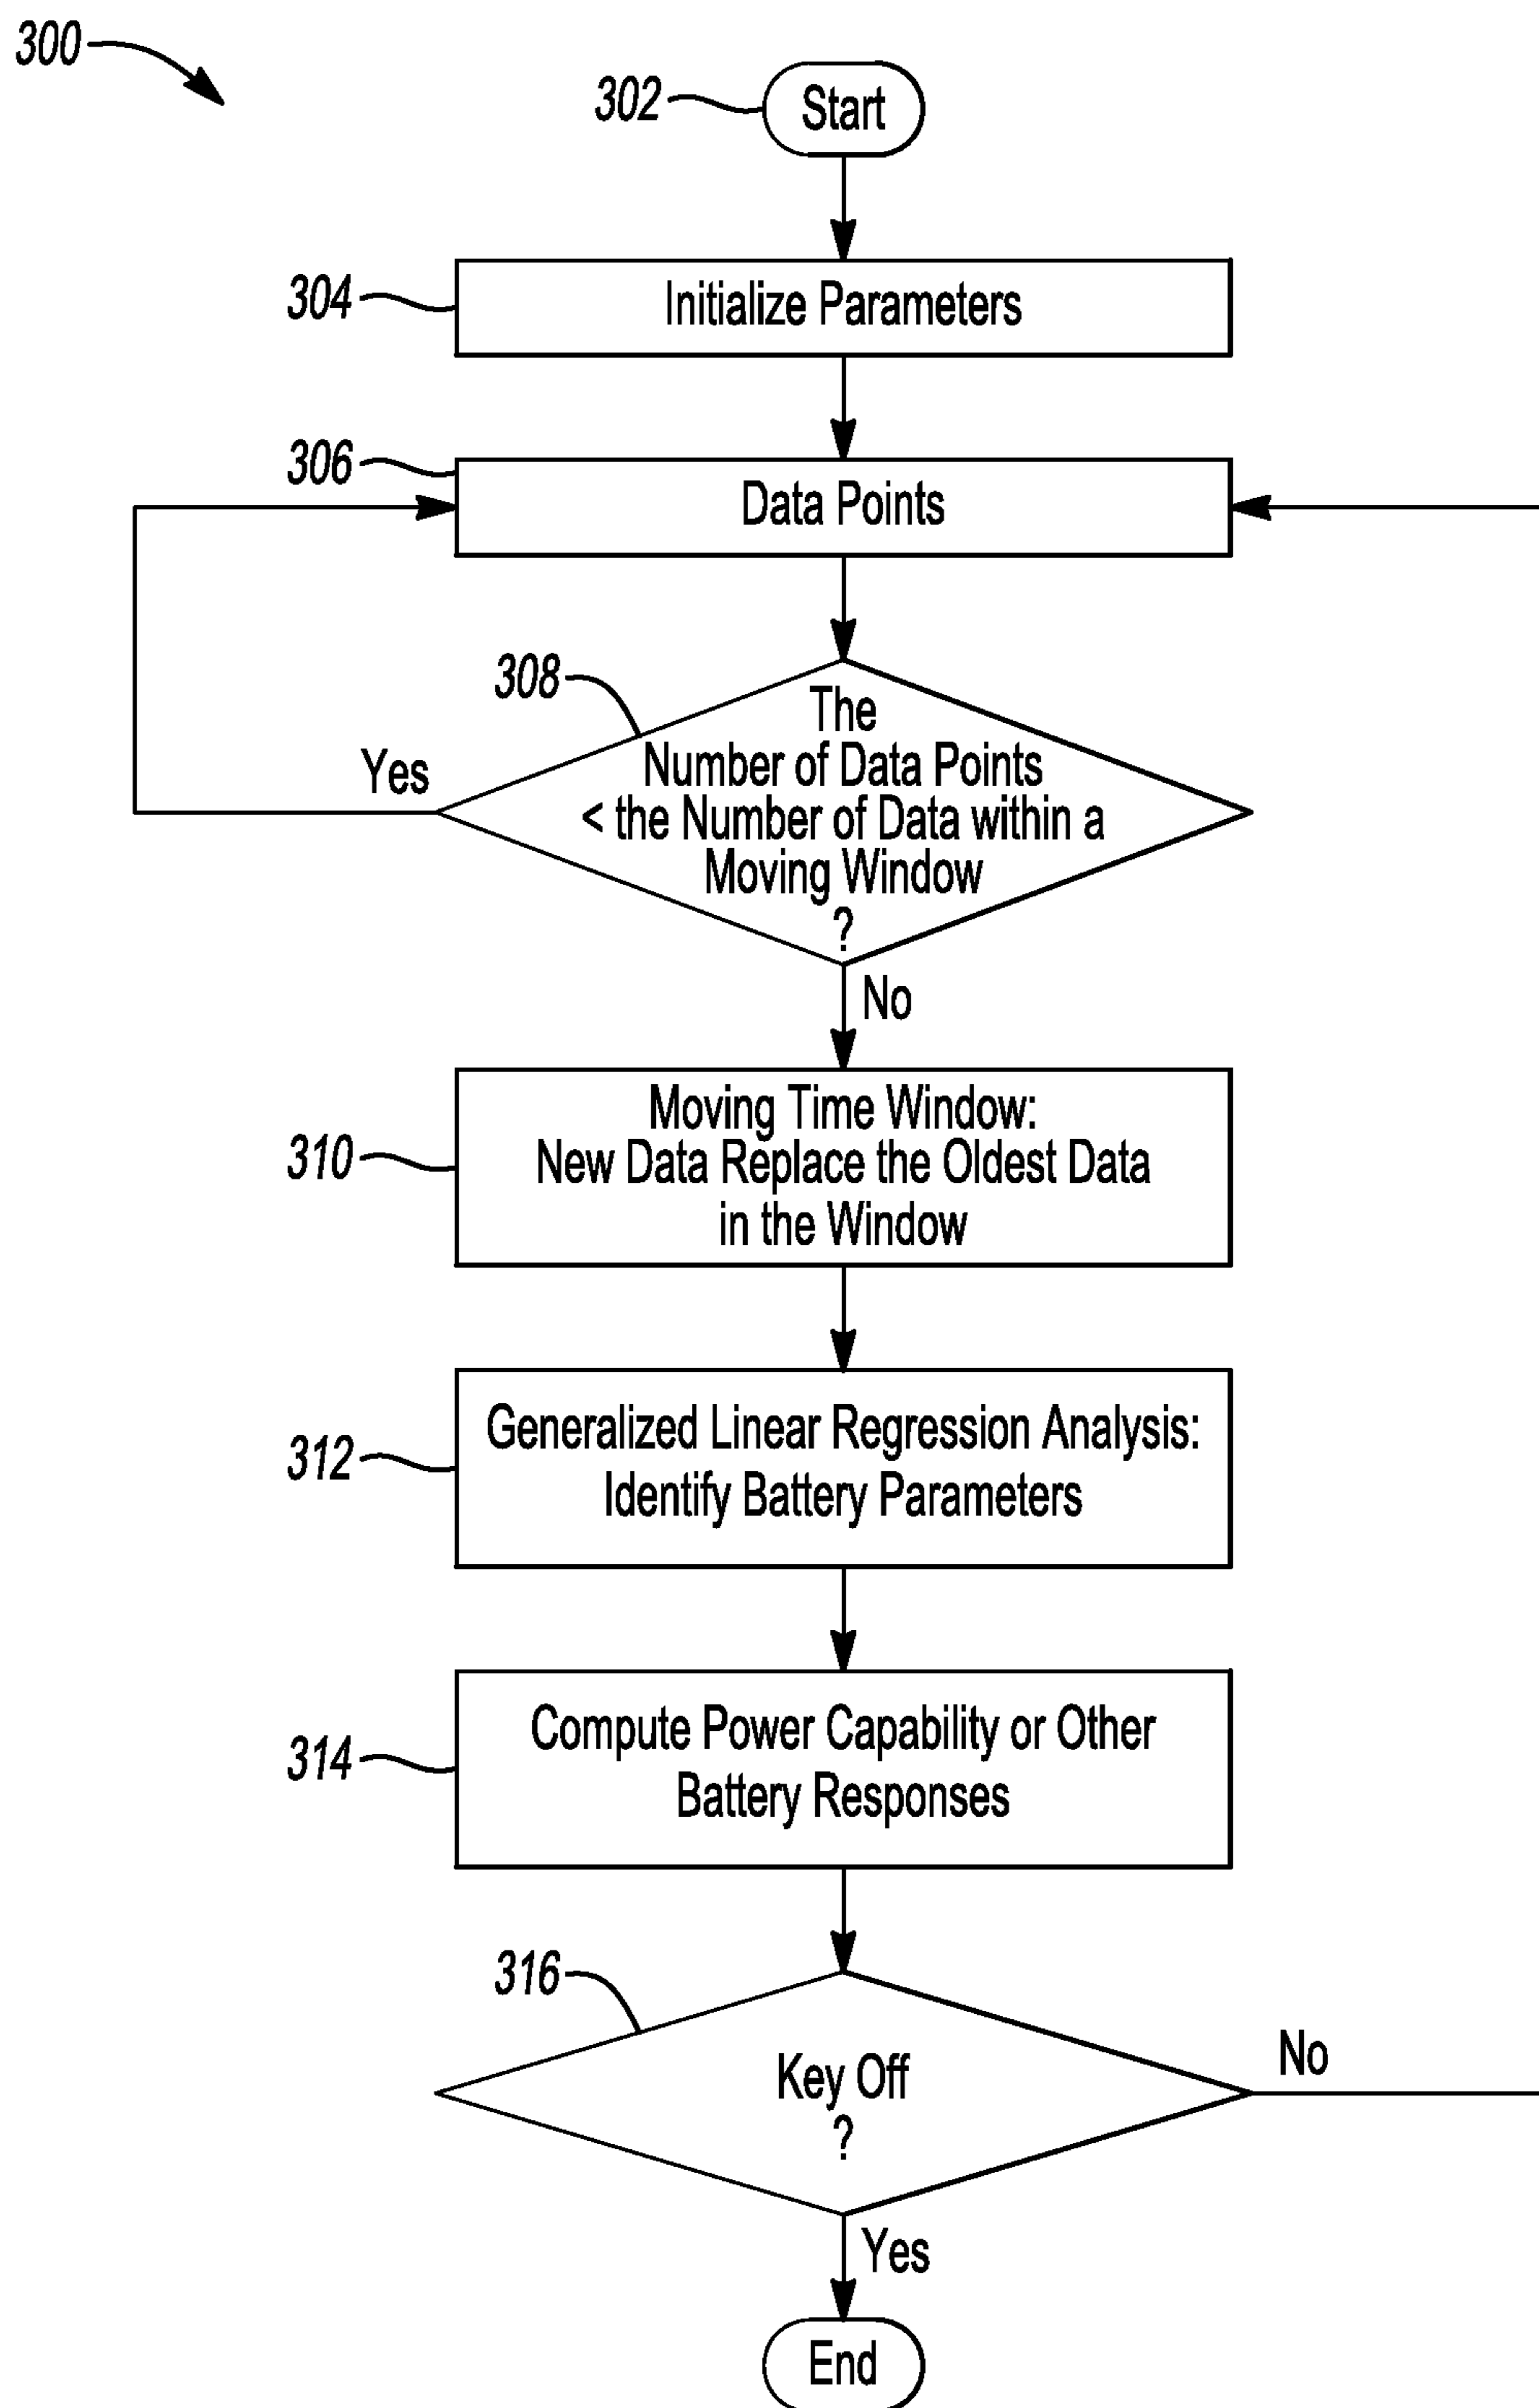 300
302
Start
304
Initialize Parameters
306
Data Points
308
The
Number of Data Points
< the Number of Data within a
Moving Window
?
Yes
No
310
Moving Time Window:
New Data Replace the Oldest Data
in the Window
312
Generalized Linear Regression Analysis:
Identify Battery Parameters
314
Compute Power Capability or Other
Battery Responses
316
Key Off
?
No
Yes
End